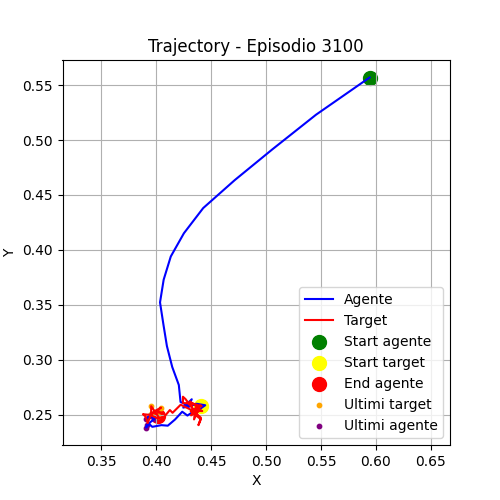 Trajectory - Episodio 3100
Y
0.55
0.50
0.45
0.40
0.35
0.30
0.25
Agente
Target
Start agente
Start target
End agente
Ultimi target
Ultimi agente
0.35 0.40 0.45 0.50 0.55 0.60 0.65
X